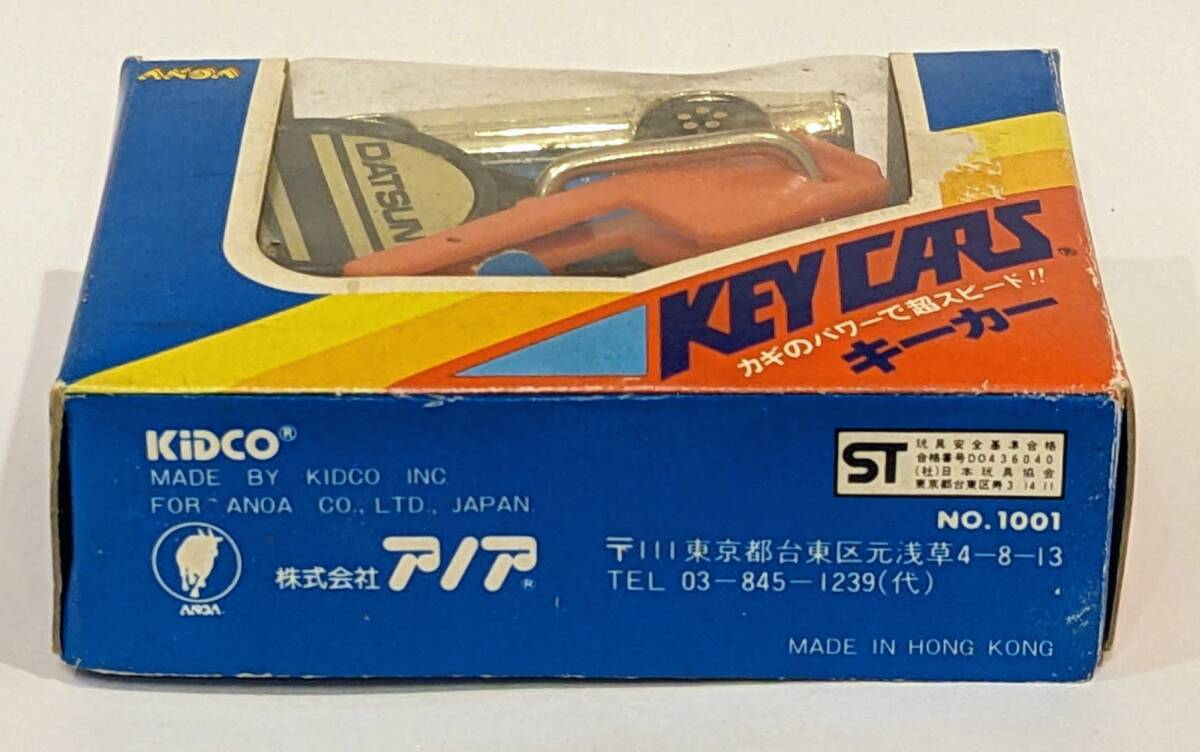 ANOA
DATSUN
KEY CARS®
カギのパワーで超スピード!!
キーカー
KiDCO®
MADE BY KIDCO INC
FOR ANOA CO., LTD., JAPAN.
ANOA
株式会社 アノア®
ST
玩具安全基準合格
合格番号DO436040
(社)日本玩具協会
東京都台東区寿3 14 11
NO.1001
〒111東京都台東区元浅草4-8-13
TEL 03-845-1239(代)
MADE IN HONG KONG